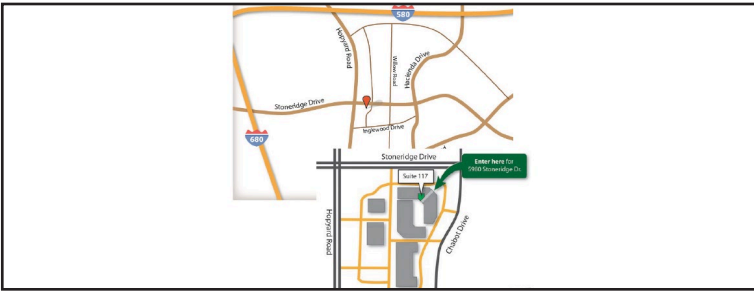 580
Hopyard Road
Willow Road
Hacienda Drive
Stoneridge Drive
Inglewood Drive
680
Stoneridge Drive
Enter here for
5980 Stoneridge Dr.
Suite 117
Hopyard Road
Chabot Drive